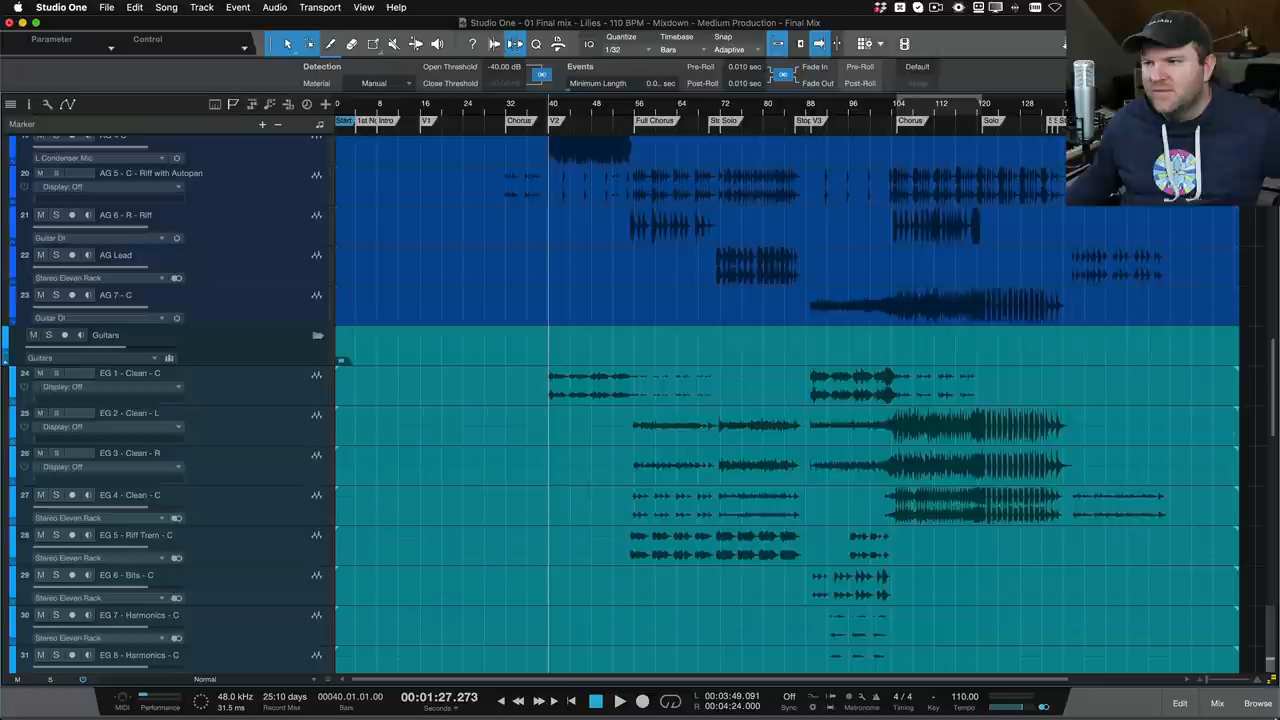 Studio One File Edit Song Track Event Audio Transport View Help
Studio One - 01 Final mix - Lilies - 110 BPM - Mixdown - Medium Production - Final Mix
Parameter Control
Quantize Timebase Snap
IQ 1/32 Bars Adaptive
Detection Open Threshold -40.00 dB Events Pre-Roll 0.010 sec Fade In Pre-Roll Default
Material Manual Close Threshold Minimum Length 0.0.. sec Post-Roll 0.010 sec Fade Out Post-Roll
0 8 16 24 32 40 48 56 64 72 80 88 96 104 112 120 128
Marker + − Start 1st Intro V1 Chorus V2 Full Chorus Solo V3 Chorus Solo
L Condenser Mic
20 AG 5 - C - Riff with Autopan
M S
Display: Off
21 M S AG 6 - R - Riff
Guitar DI
22 M S AG Lead
Stereo Eleven Rack
23 M S AG 7 - C
Guitar DI
M S Guitars
Guitars
24 M S EG 1 - Clean - C
Display: Off
25 M S EG 2 - Clean - L
Display: Off
26 M S EG 3 - Clean - R
Display: Off
27 M S EG 4 - Clean - C
Stereo Eleven Rack
28 M S EG 5 - Riff Trem - C
Stereo Eleven Rack
29 M S EG 6 - Bits - C
Stereo Eleven Rack
30 M S EG 7 - Harmonics - C
Stereo Eleven Rack
31 M S EG 8 - Harmonics - C
M S Normal
MIDI Performance 48.0 kHz 31.5 ms 25:10 days Record Max 00040.01.01.00 Bars 00:01:27.273 Seconds L 00:03:49.091 R 00:04:24.000 Off Sync Metronome 4 / 4 Timing - Key 110.00 Tempo Edit Mix Browse